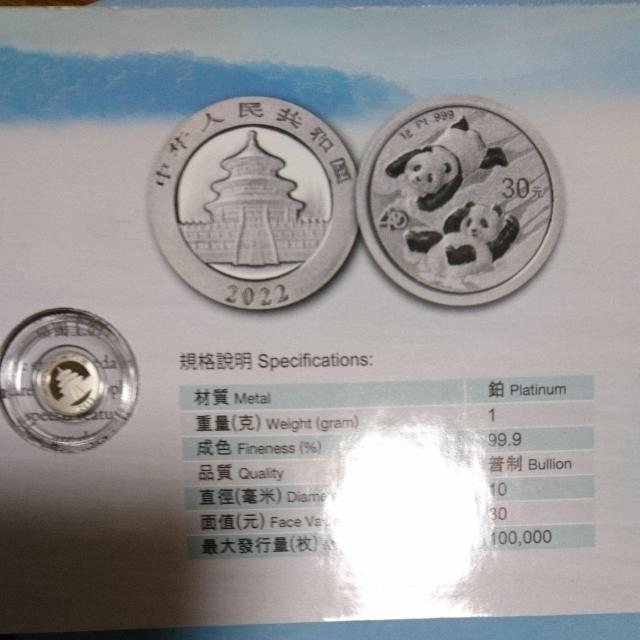 中华人民共和国
2022
1g Pt .999
30元
規格說明 Specifications:
材質 Metal 鉑 Platinum
重量(克) Weight (gram) 1
成色 Fineness (%) 99.9
品質 Quality 普制 Bullion
直徑(毫米) 10
面值(元) Face 30
最大發行量(枚) 100,000